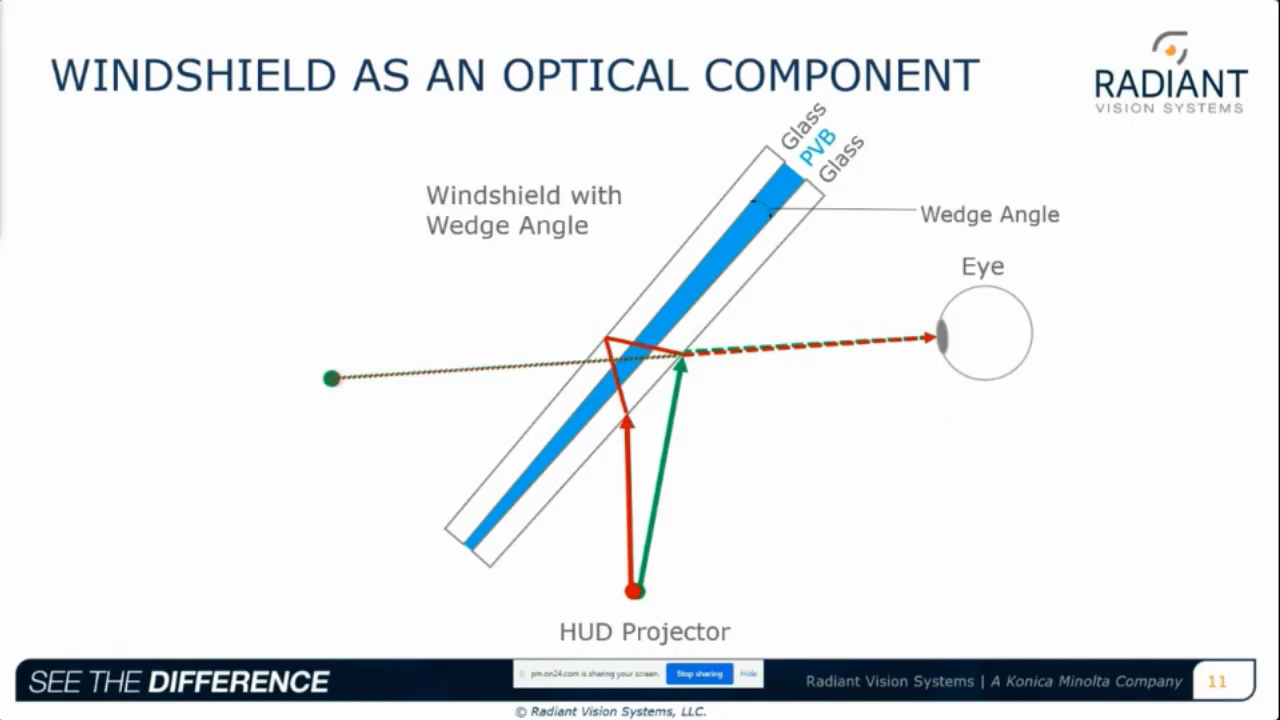 WINDSHIELD AS AN OPTICAL COMPONENT
RADIANT
VISION SYSTEMS
Glass
PVB
Glass
Windshield with
Wedge Angle
Wedge Angle
Eye
HUD Projector
SEE THE DIFFERENCE
pm.on24.com is sharing your screen.
Stop sharing
Hide
Radiant Vision Systems | A Konica Minolta Company
11
© Radiant Vision Systems, LLC.